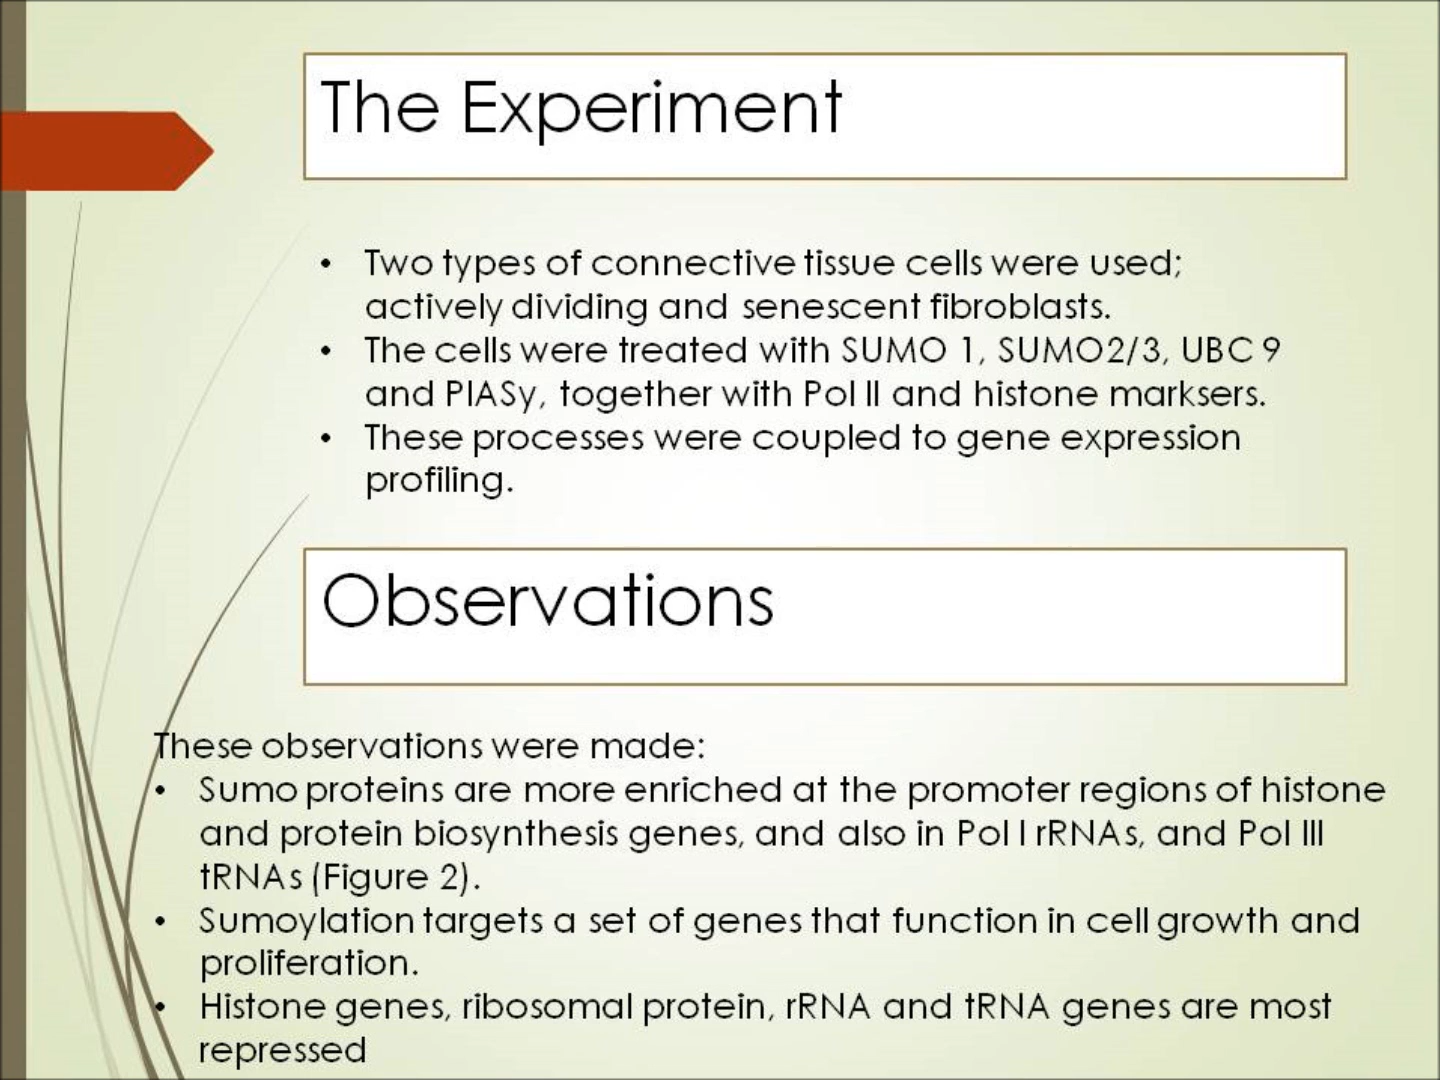 The Experiment
• Two types of connective tissue cells were used;
actively dividing and senescent fibroblasts.
• The cells were treated with SUMO 1, SUMO2/3, UBC 9
and PIASy, together with Pol II and histone marksers.
• These processes were coupled to gene expression
profiling.
Observations
These observations were made:
• Sumo proteins are more enriched at the promoter regions of histone
and protein biosynthesis genes, and also in Pol I rRNAs, and Pol III
tRNAs (Figure 2).
• Sumoylation targets a set of genes that function in cell growth and
proliferation.
• Histone genes, ribosomal protein, rRNA and tRNA genes are most
repressed